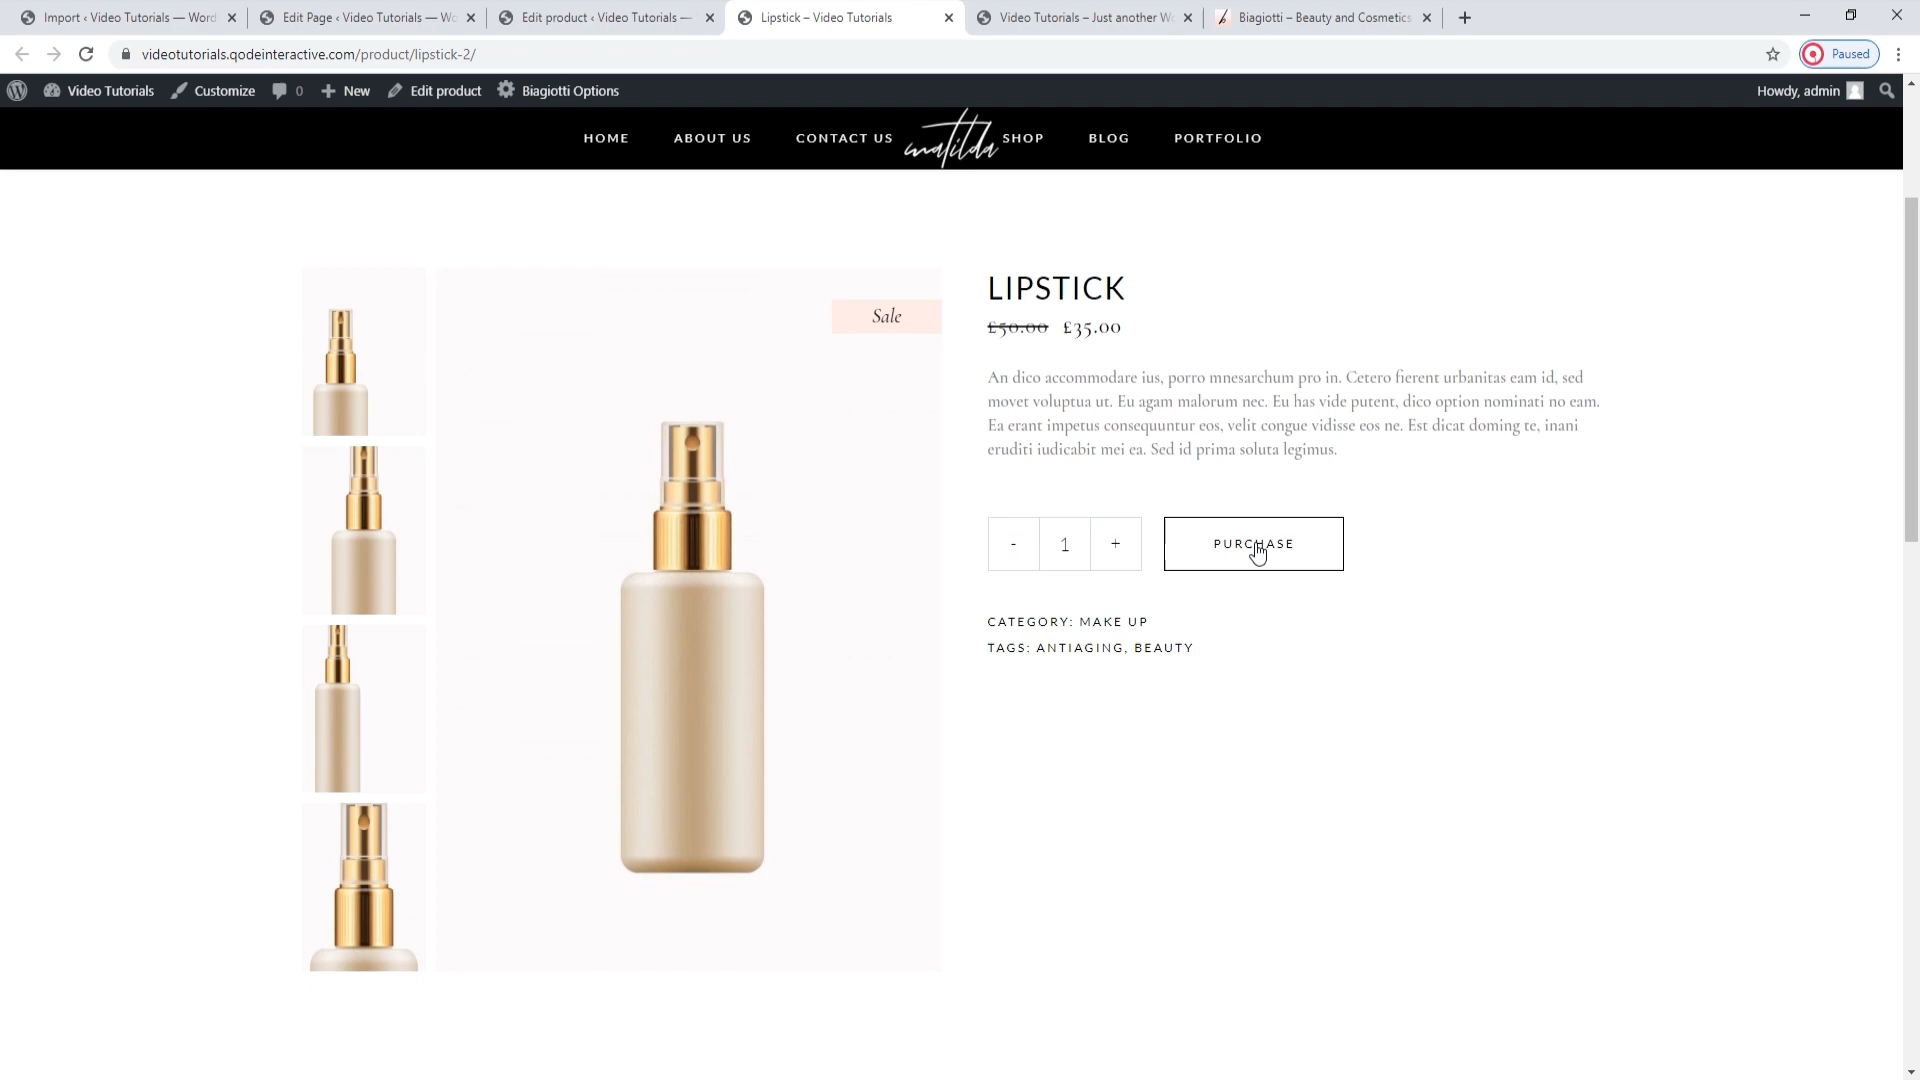 Import ‹ Video Tutorials — Word
Edit Page ‹ Video Tutorials — Wo
Edit product ‹ Video Tutorials —
Lipstick – Video Tutorials
Video Tutorials – Just another Wo
Biagiotti – Beauty and Cosmetics
videotutorials.qodeinteractive.com/product/lipstick-2/
Paused
Video Tutorials
Customize
0
New
Edit product
Biagiotti Options
Howdy, admin
HOME
ABOUT US
CONTACT US
matilda
SHOP
BLOG
PORTFOLIO
Sale
LIPSTICK
£50.00 £35.00
An dico accommodare ius, porro mnesarchum pro in. Cetero fierent urbanitas eam id, sed
movet voluptua ut. Eu agam malorum nec. Eu has vide putent, dico option nominati no eam.
Ea erant impetus consequuntur eos, velit congue vidisse eos ne. Est dicat doming te, inani
eruditi iudicabit mei ea. Sed id prima soluta legimus.
- 1 +
PURCHASE
CATEGORY: MAKE UP
TAGS: ANTIAGING, BEAUTY